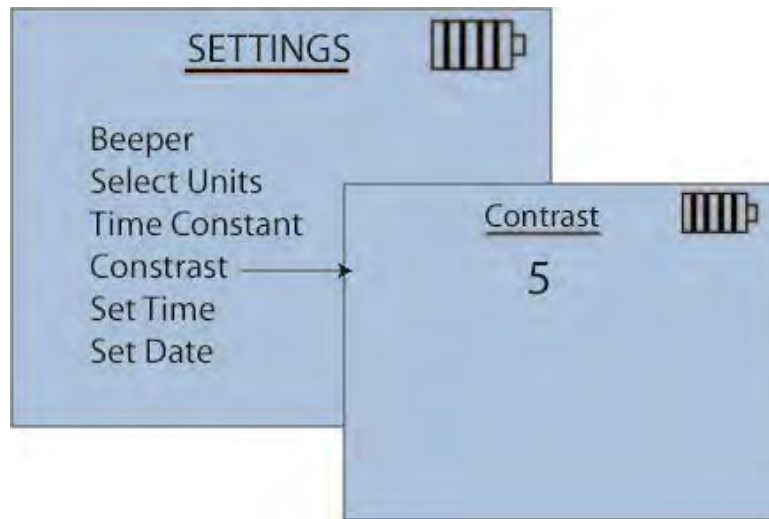 SETTINGS
Beeper
Select Units
Time Constant
Constrast
Set Time
Set Date
Contrast
5